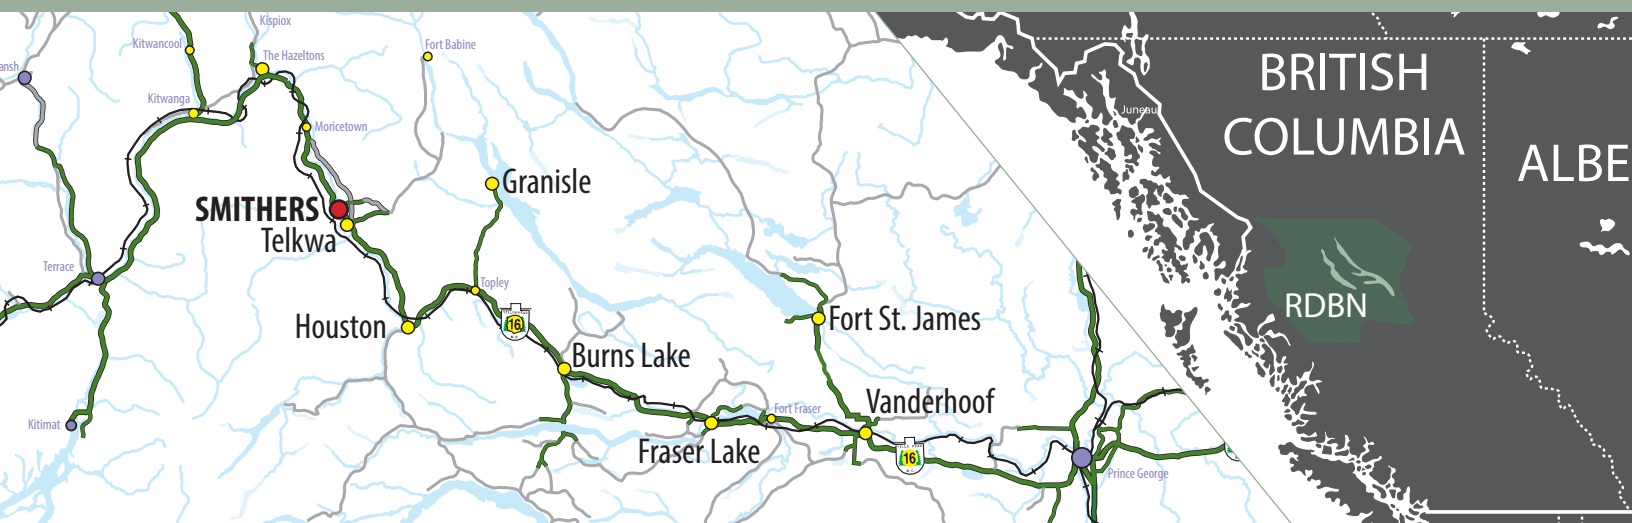 Kispiox
Kitwancool
The Hazeltons
Fort Babine
ansh
Kitwanga
Moricetown
Granisle
SMITHERS
Telkwa
Terrace
Topley
16
Houston
Fort St. James
Burns Lake
Vanderhoof
Fort Fraser
Kitimat
Fraser Lake
16
Prince George
BRITISH
COLUMBIA
Juneau
ALBE
RDBN